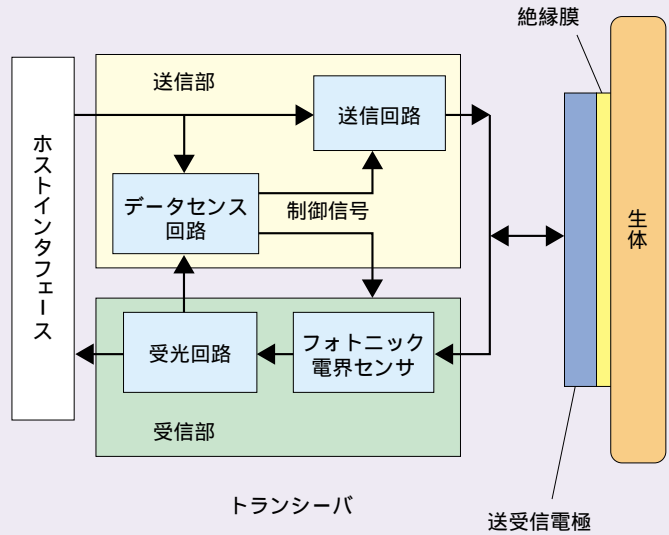 絶縁膜
送信部
送信回路
ホストインタフェース
データセンス
回路
制御信号
生体
受光回路
フォトニック
電界センサ
受信部
トランシーバ
送受信電極